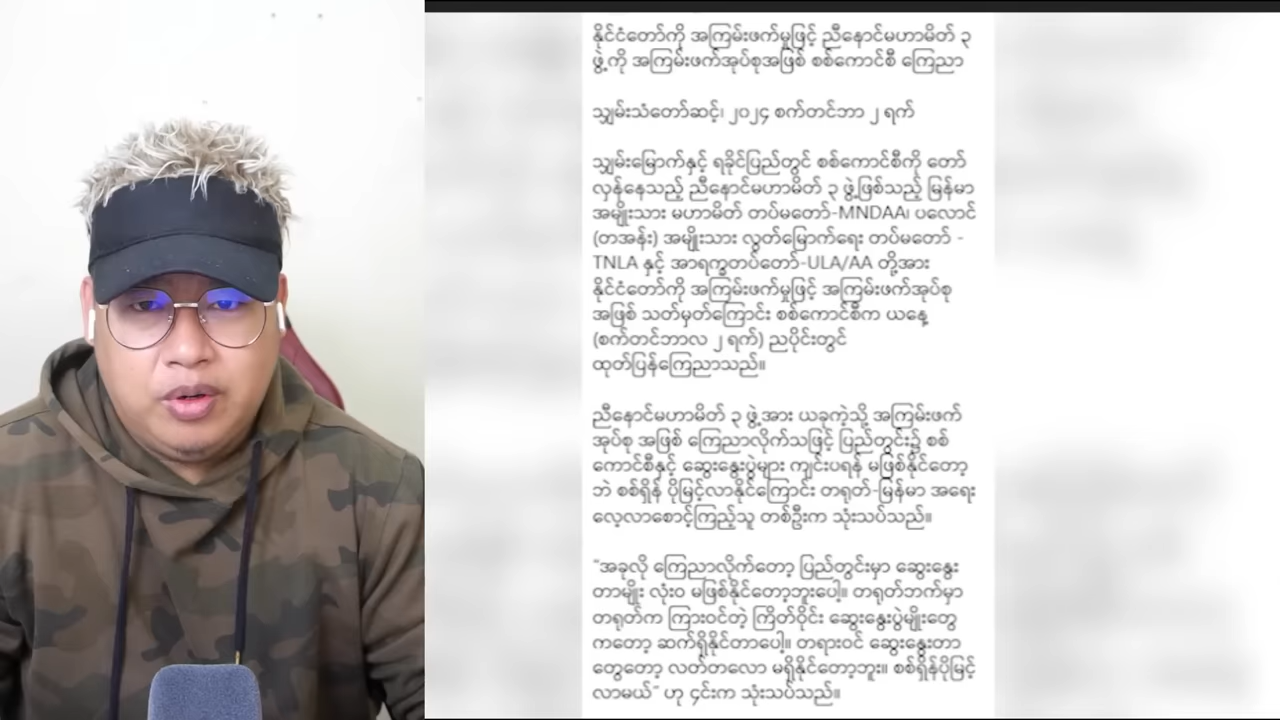 နိုင်ငံတော်ကို အကြမ်းဖက်မှုဖြင့် ညီနောင်မဟာမိတ် ၃
ဖွဲ့ကို အကြမ်းဖက်အုပ်စုအဖြစ် စစ်ကောင်စီ ကြေညာ
သျှမ်းသံတော်ဆင့်၊ ၂၀၂၄ စက်တင်ဘာ ၂ ရက်
သျှမ်းမြောက်နှင့် ရခိုင်ပြည်တွင် စစ်ကောင်စီကို တော်
လှန်နေသည့် ညီနောင်မဟာမိတ် ၃ ဖွဲ့ဖြစ်သည့် မြန်မာ
အမျိုးသား မဟာမိတ် တပ်မတော်-MNDAA၊ ပလောင်
(တအန်း) အမျိုးသား လွတ်မြောက်ရေး တပ်မတော် -
TNLA နှင့် အာရက္ခတပ်တော်-ULA/AA တို့အား
နိုင်ငံတော်ကို အကြမ်းဖက်မှုဖြင့် အကြမ်းဖက်အုပ်စု
အဖြစ် သတ်မှတ်ကြောင်း စစ်ကောင်စီက ယနေ့
(စက်တင်ဘာလ ၂ ရက်) ညပိုင်းတွင်
ထုတ်ပြန်ကြေညာသည်။
ညီနောင်မဟာမိတ် ၃ ဖွဲ့အား ယခုကဲ့သို့ အကြမ်းဖက်
အုပ်စု အဖြစ် ကြေညာလိုက်သဖြင့် ပြည်တွင်း၌ စစ်
ကောင်စီနှင့် ဆွေးနွေးပွဲများ ကျင်းပရန် မဖြစ်နိုင်တော့
ဘဲ စစ်ရှိန် ပိုမြင့်လာနိုင်ကြောင်း တရုတ်-မြန်မာ အရေး
လေ့လာစောင့်ကြည့်သူ တစ်ဦးက သုံးသပ်သည်။
"အခုလို ကြေညာလိုက်တော့ ပြည်တွင်းမှာ ဆွေးနွေး
တာမျိုး လုံးဝ မဖြစ်နိုင်တော့ဘူးပေါ့။ တရုတ်ဘက်မှာ
တရုတ်က ကြားဝင်တဲ့ ကြိတ်ဝိုင်း ဆွေးနွေးပွဲမျိုးတွေ
ကတော့ ဆက်ရှိနိုင်တာပေါ့။ တရားဝင် ဆွေးနွေးတာ
တွေတော့ လတ်တလော မရှိနိုင်တော့ဘူး။ စစ်ရှိန်ပိုမြင့်
လာမယ်" ဟု ၄င်းက သုံးသပ်သည်။